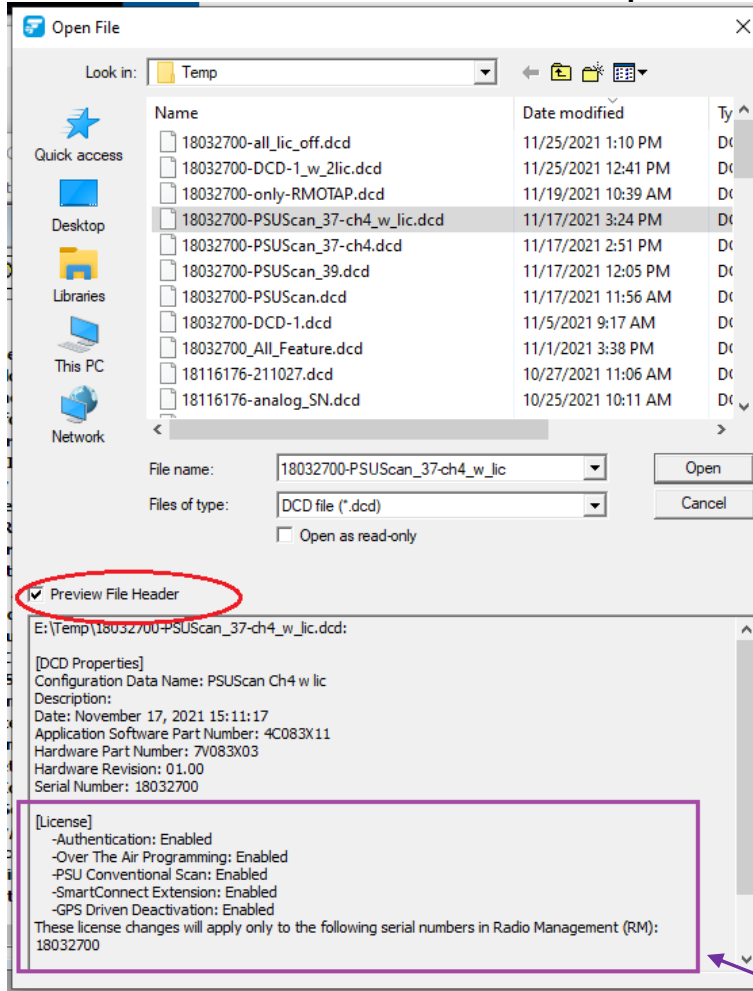 Open File
Look in: Temp
Name Date modified Ty
18032700-all_lic_off.dcd 11/25/2021 1:10 PM
18032700-DCD-1_w_2lic.dcd 11/25/2021 12:41 PM
18032700-only-RMOTAP.dcd 11/19/2021 10:39 AM
18032700-PSUScan_37-ch4_w_lic.dcd 11/17/2021 3:24 PM
18032700-PSUScan_37-ch4.dcd 11/17/2021 2:51 PM
18032700-PSUScan_39.dcd 11/17/2021 12:05 PM
18032700-PSUScan.dcd 11/17/2021 11:56 AM
18032700-DCD-1.dcd 11/5/2021 9:17 AM
18032700_All_Feature.dcd 11/1/2021 3:38 PM
18116176-211027.dcd 10/27/2021 11:06 AM
18116176-analog_SN.dcd 10/25/2021 10:11 AM
Quick access
Desktop
Libraries
This PC
Network
File name: 18032700-PSUScan_37-ch4_w_lic Open
Files of type: DCD file (*.dcd) Cancel
Open as read-only
Preview File Header
E:\Temp\18032700-PSUScan_37-ch4_w_lic.dcd:
[DCD Properties]
Configuration Data Name: PSUScan Ch4 w lic
Description:
Date: November 17, 2021 15:11:17
Application Software Part Number: 4C083X11
Hardware Part Number: 7V083X03
Hardware Revision: 01.00
Serial Number: 18032700
[License]
-Authentication: Enabled
-Over The Air Programming: Enabled
-PSU Conventional Scan: Enabled
-SmartConnect Extension: Enabled
-GPS Driven Deactivation: Enabled
These license changes will apply only to the following serial numbers in Radio Management (RM):
18032700